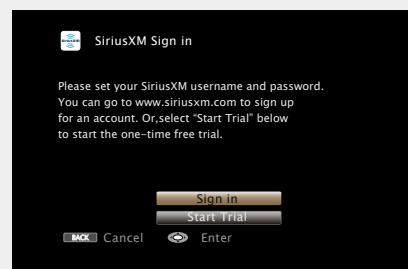 SiriusXM Sign in
Please set your SiriusXM username and password.
You can go to www.siriusxm.com to sign up
for an account. Or,select “Start Trial” below
to start the one-time free trial.
Sign in
Start Trial
BACK Cancel Enter